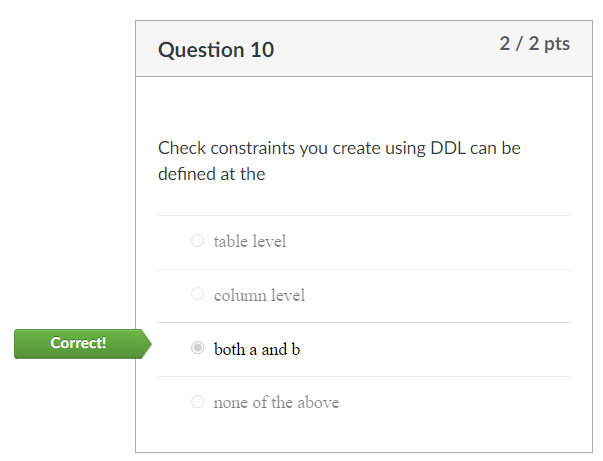 Question 10
2 / 2 pts
Check constraints you create using DDL can be
defined at the
table level
column level
Correct!
both a and b
none of the above